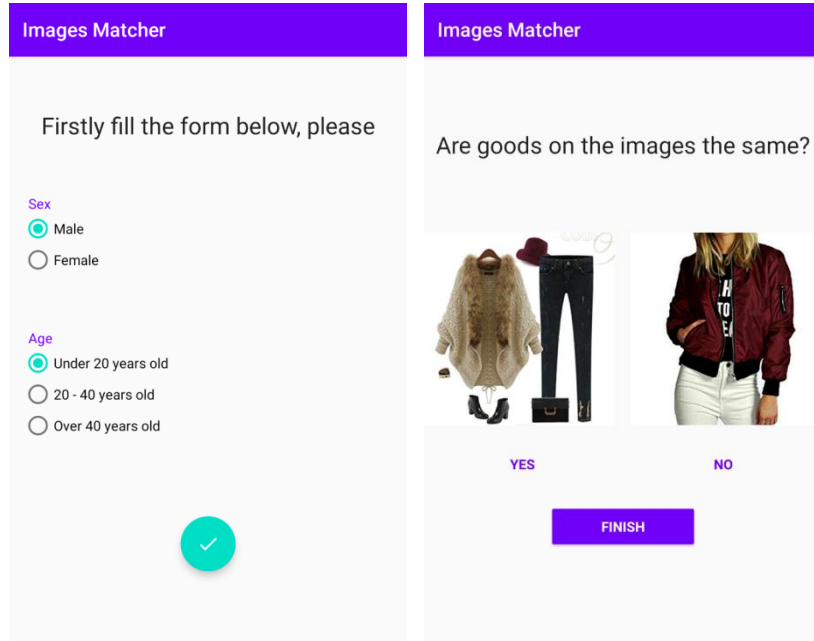 Images Matcher
Firstly fill the form below, please
Sex
Male
Female
Age
Under 20 years old
20 - 40 years old
Over 40 years old
Images Matcher
Are goods on the images the same?
TO
YES
NO
FINISH